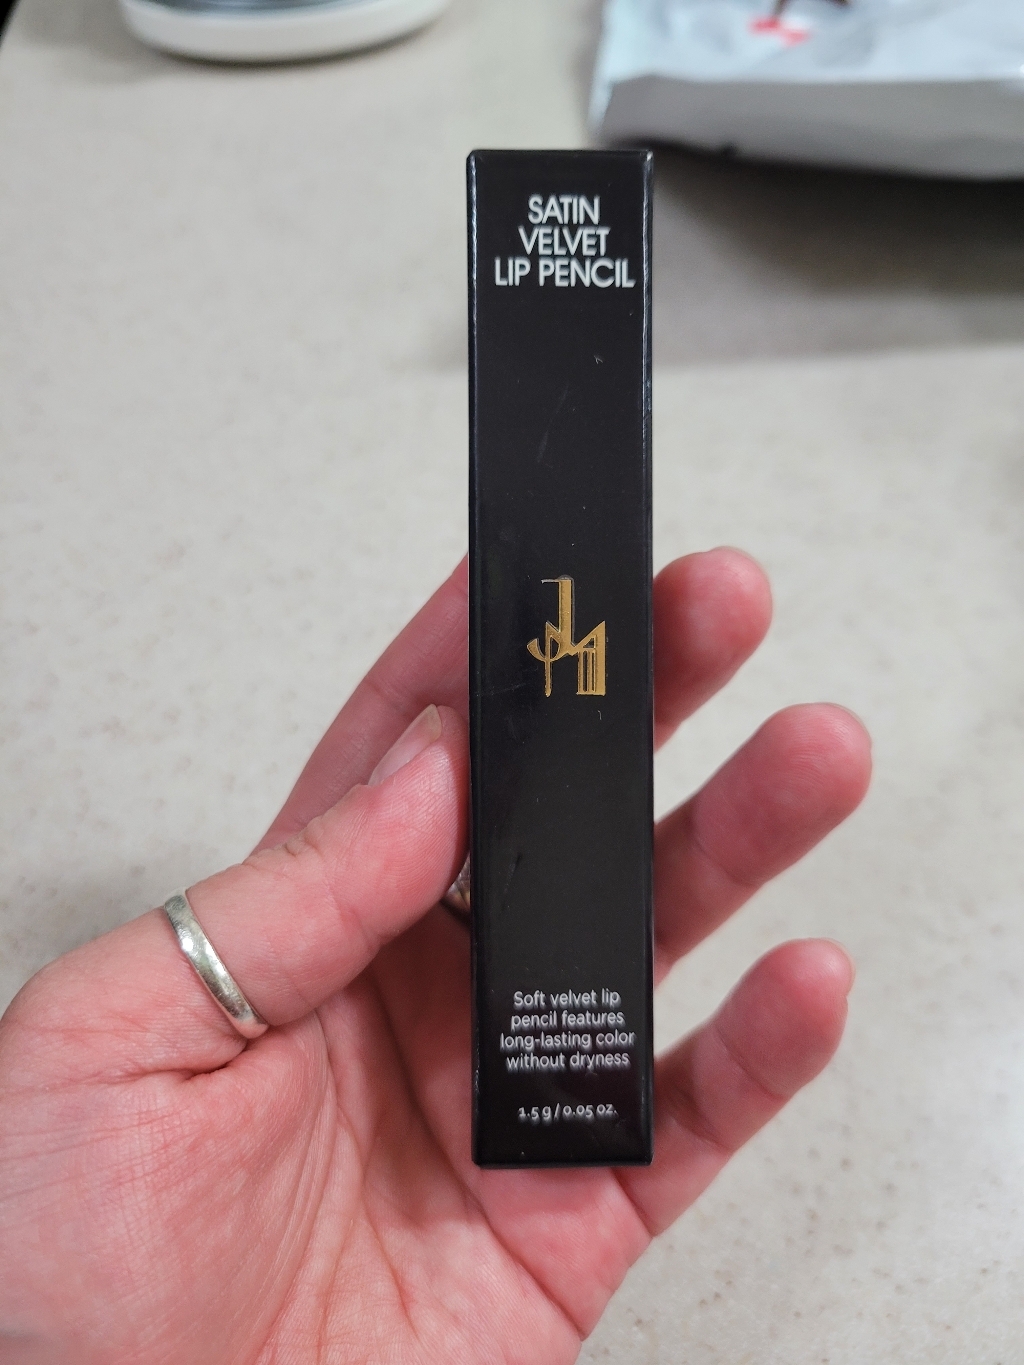 SATIN
VELVET
LIP PENCIL
Soft velvet lip
pencil features
long-lasting color
without dryness
1.5 g / 0.05 oz.